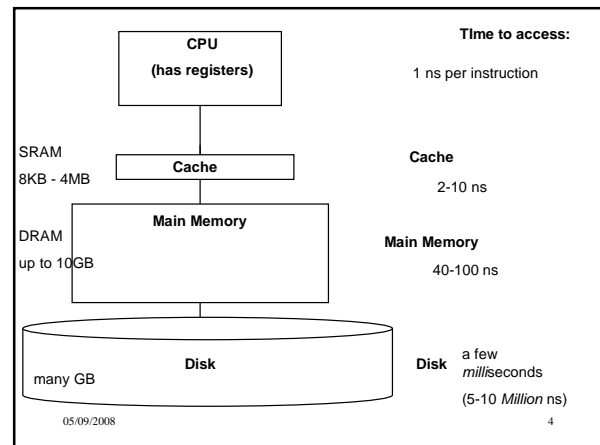 CPU
(has registers)
TIme to access:
1 ns per instruction
SRAM
8KB - 4MB
Cache
Cache
2-10 ns
Main Memory
DRAM
up to 10GB
Main Memory
40-100 ns
Disk
many GB
Disk
a few
milliseconds
(5-10 Million ns)
05/09/2008
4